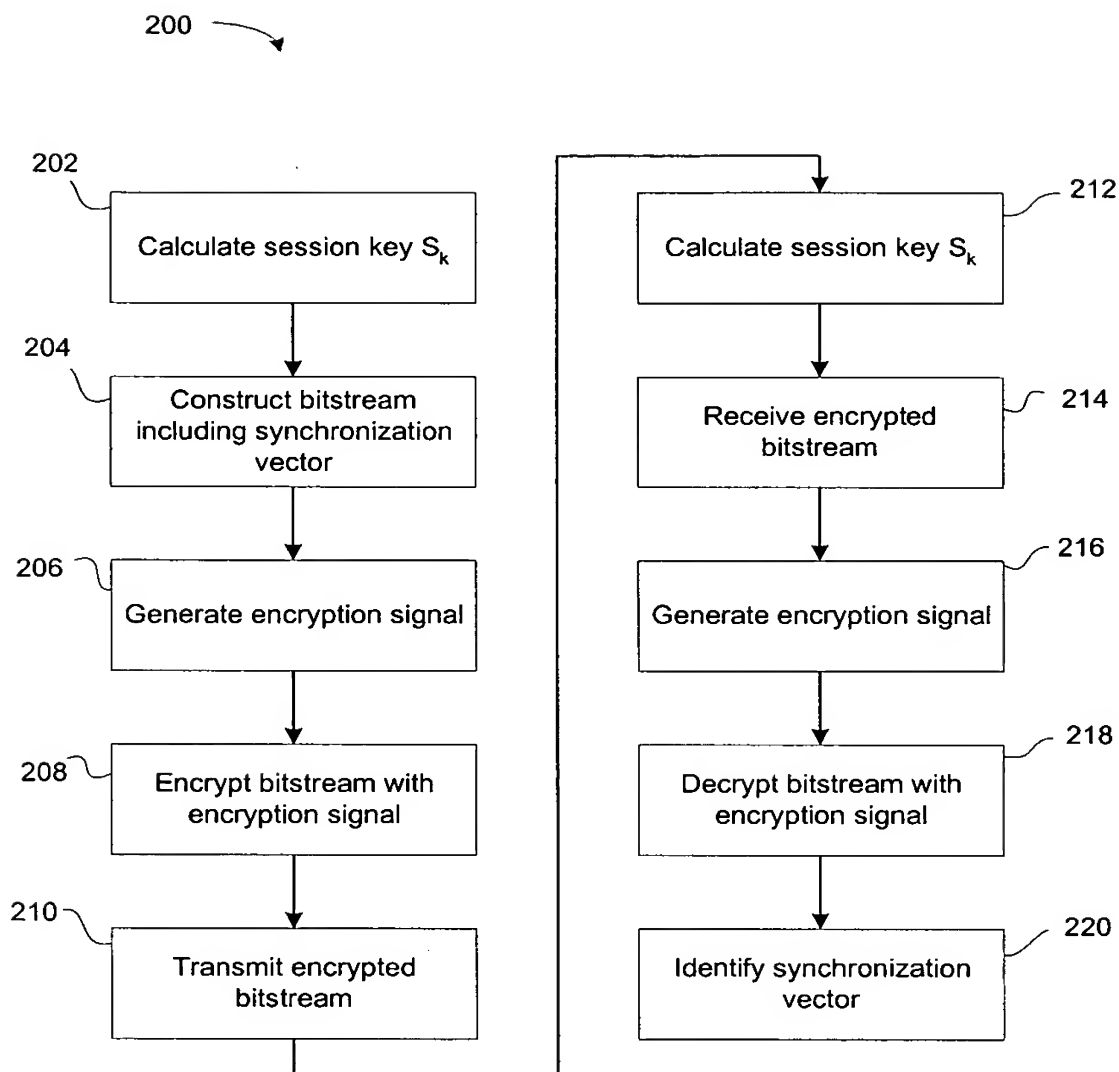 200
202
Calculate session key Sk
204
Construct bitstream
including synchronization
vector
206
Generate encryption signal
208
Encrypt bitstream with
encryption signal
210
Transmit encrypted
bitstream
212
Calculate session key Sk
214
Receive encrypted
bitstream
216
Generate encryption signal
218
Decrypt bitstream with
encryption signal
220
Identify synchronization
vector